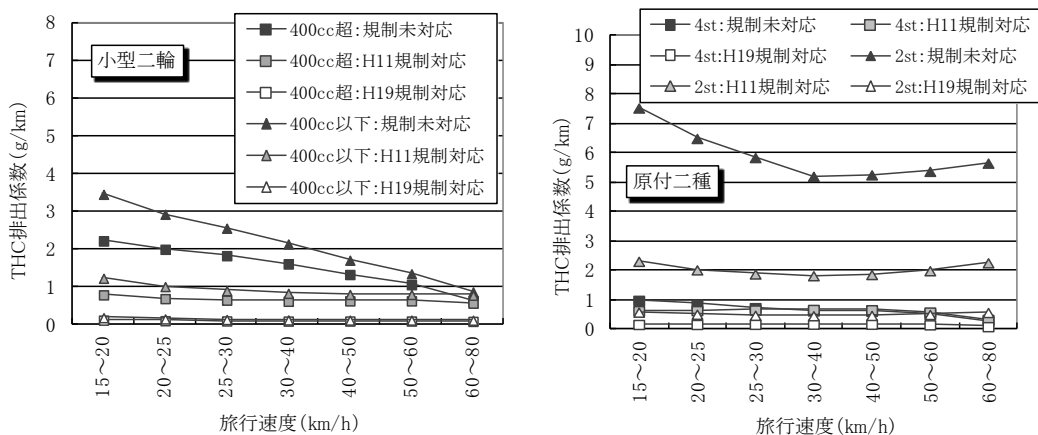 小型二輪
400cc超:規制未対応
400cc超:H11規制対応
400cc超:H19規制対応
400cc以下:規制未対応
400cc以下:H11規制対応
400cc以下:H19規制対応
THC排出係数(g/km)
8
7
6
5
4
3
2
1
0
15～20
20～25
25～30
30～40
40～50
50～60
60～80
旅行速度(km/h)
4st:規制未対応
4st:H11規制対応
4st:H19規制対応
2st:規制未対応
2st:H11規制対応
2st:H19規制対応
原付二種
THC排出係数(g/km)
10
9
8
7
6
5
4
3
2
1
0
15～20
20～25
25～30
30～40
40～50
50～60
60～80
旅行速度(km/h)